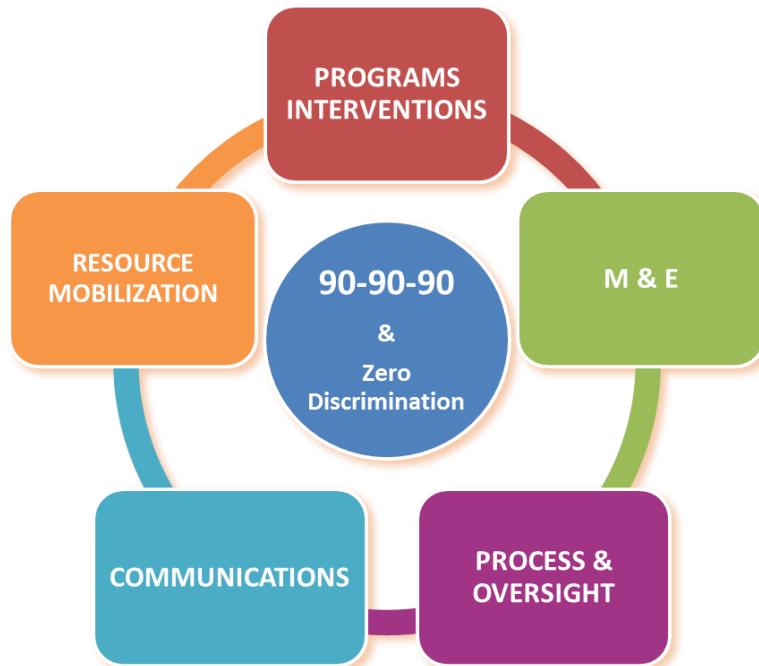 PROGRAMS
INTERVENTIONS
M & E
PROCESS &
OVERSIGHT
COMMUNICATIONS
RESOURCE
MOBILIZATION
90-90-90
&
Zero
Discrimination